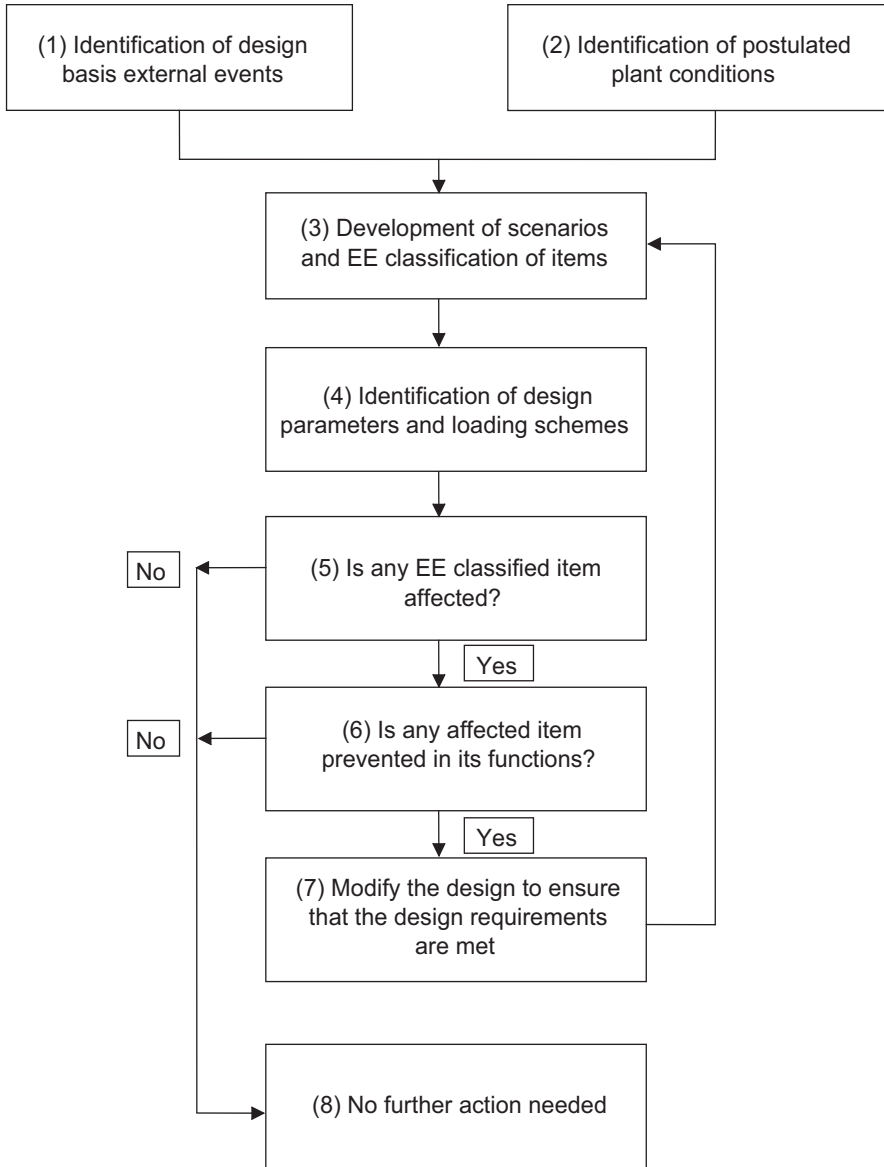 (1) Identification of design
basis external events
(2) Identification of postulated
plant conditions
(3) Development of scenarios
and EE classification of items
(4) Identification of design
parameters and loading schemes
No
(5) Is any EE classified item
affected?
Yes
No
(6) Is any affected item
prevented in its functions?
Yes
(7) Modify the design to ensure
that the design requirements
are met
(8) No further action needed